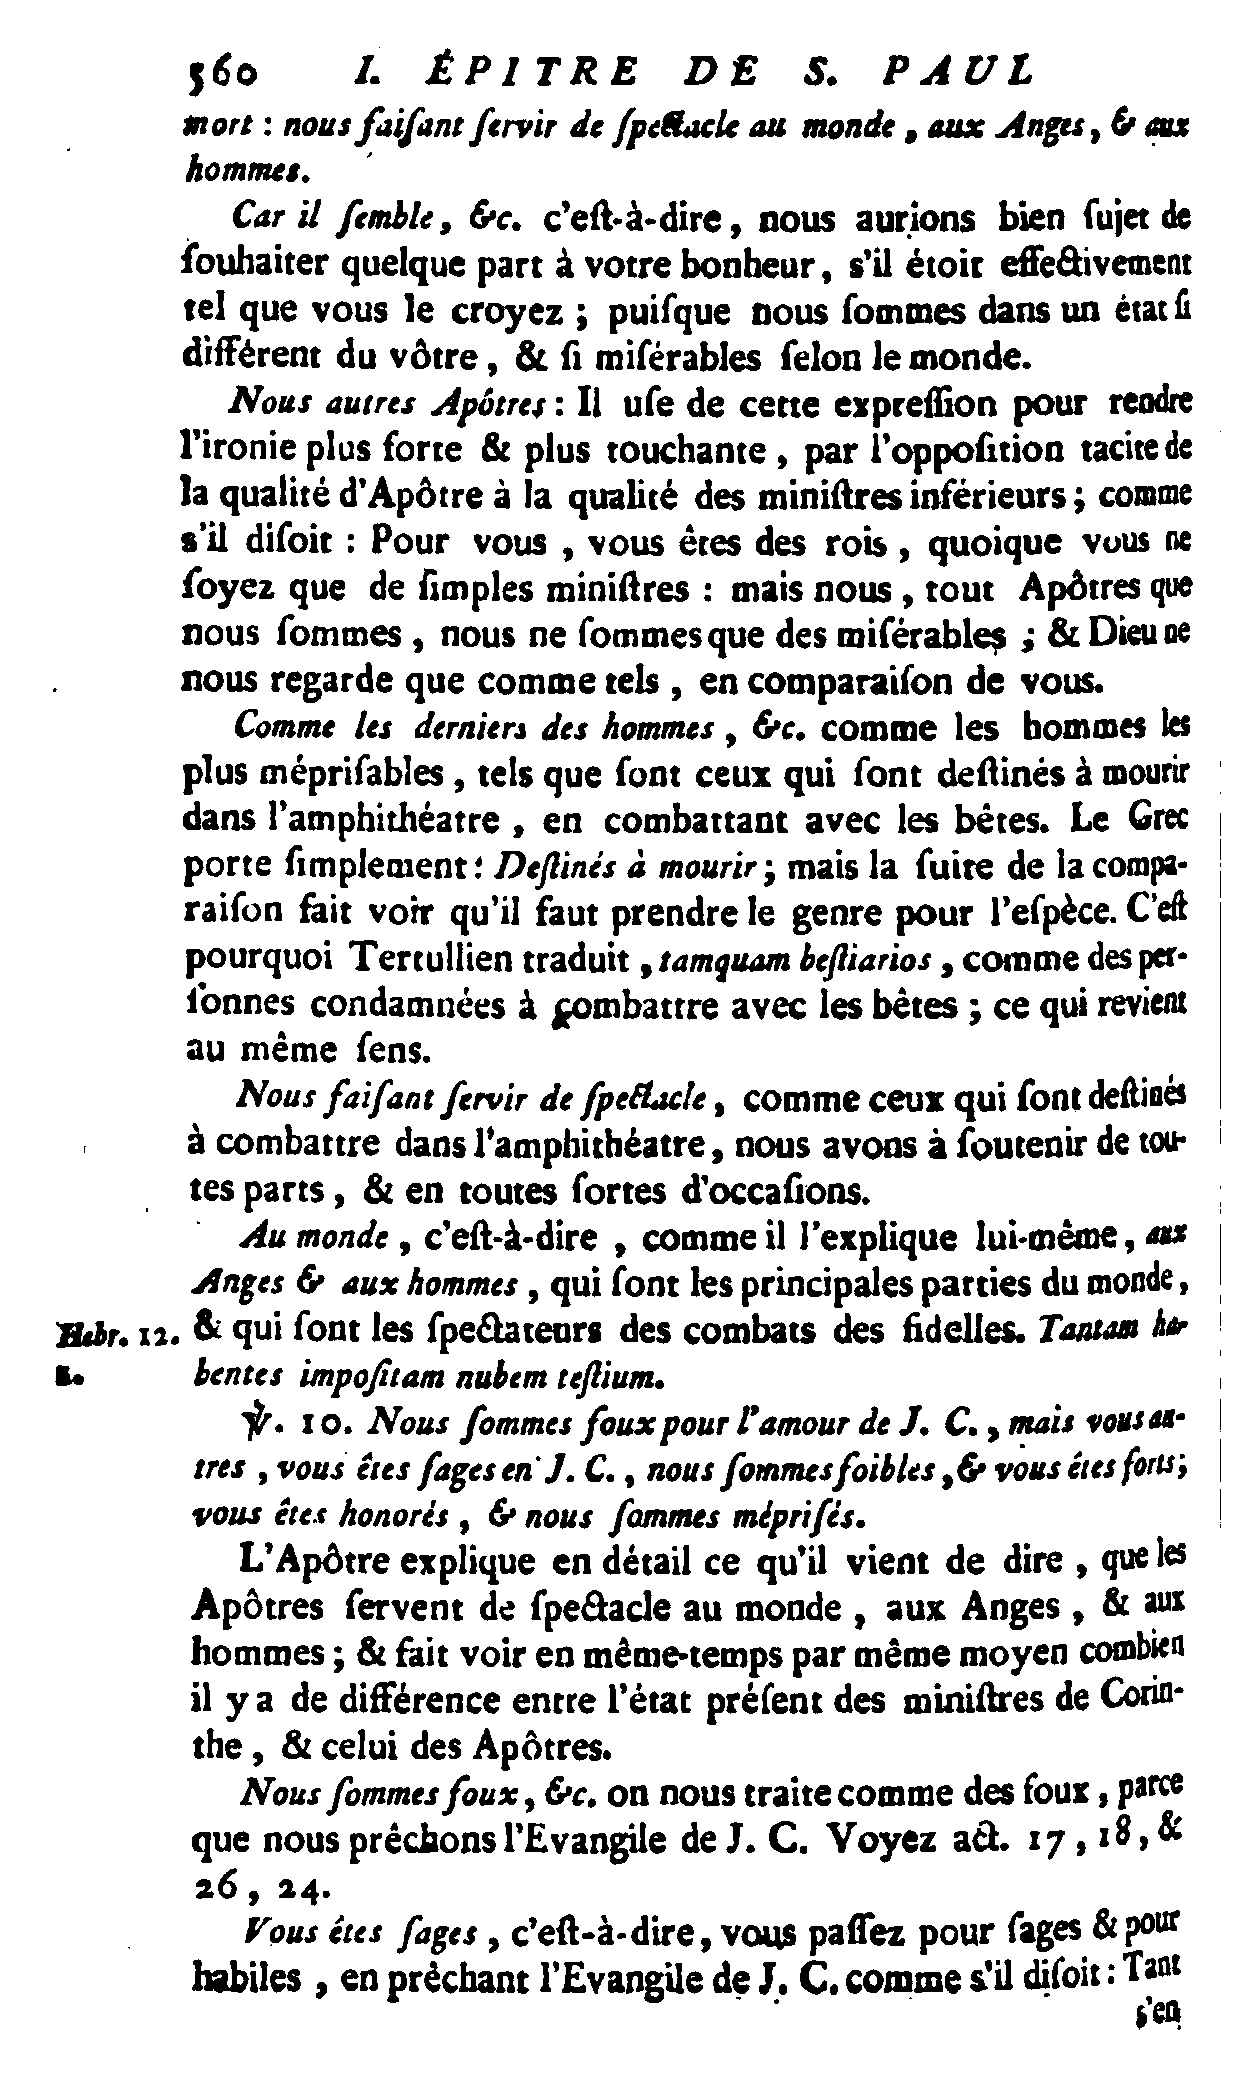 560 I. ÉPITRE DE S. PAUL
mort : nous faiſant ſervir de ſpectacle au monde, aux Anges, & aux
hommes.
Car il ſemble, &c. c'eſt-à-dire, nous aurions bien ſujet de
ſouhaiter quelque part à votre bonheur, s'il étoit effectivement
tel que vous le croyez ; puiſque nous ſommes dans un état ſi
différent du vôtre, & ſi miſérables ſelon le monde.
Nous autres Apôtres : Il uſe de cette expreſſion pour rendre
l'ironie plus forte & plus touchante, par l'oppoſition tacite de
la qualité d'Apôtre à la qualité des miniſtres inférieurs ; comme
s'il diſoit : Pour vous, vous êtes des rois, quoique vous ne
ſoyez que de ſimples miniſtres : mais nous, tout Apôtres que
nous ſommes, nous ne ſommes que des miſérables ; & Dieu ne
nous regarde que comme tels, en comparaiſon de vous.
Comme les derniers des hommes, &c. comme les hommes les
plus mépriſables, tels que ſont ceux qui ſont deſtinés à mourir
dans l'amphithéatre, en combattant avec les bêtes. Le Grec
porte ſimplement : Deſtinés à mourir ; mais la ſuite de la compa-
raiſon fait voir qu'il faut prendre le genre pour l'eſpèce. C'eſt
pourquoi Tertullien traduit, tamquam beſtiarios, comme des per-
ſonnes condamnées à combattre avec les bêtes ; ce qui revient
au même ſens.
Nous faiſant ſervir de ſpectacle, comme ceux qui ſont deſtinés
à combattre dans l'amphithéatre, nous avons à ſoutenir de tou-
tes parts, & en toutes ſortes d'occaſions.
Au monde, c'eſt-à-dire, comme il l'explique lui-même, aux
Anges & aux hommes, qui ſont les principales parties du monde,
Hebr. 12. & qui ſont les ſpectateurs des combats des fidelles. Tantam ha-
1. bentes impoſitam nubem teſtium.
℣. 10. Nous ſommes foux pour l'amour de J. C., mais vous au-
tres, vous êtes ſages en J. C., nous ſommes foibles, & vous êtes forts ;
vous êtes honorés, & nous ſommes mépriſés.
L'Apôtre explique en détail ce qu'il vient de dire, que les
Apôtres ſervent de ſpectacle au monde, aux Anges, & aux
hommes ; & fait voir en même-temps par même moyen combien
il y a de différence entre l'état préſent des miniſtres de Corin-
the, & celui des Apôtres.
Nous ſommes foux, &c. on nous traite comme des foux, parce
que nous prêchons l'Evangile de J. C. Voyez act. 17, 18, &
26, 24.
Vous êtes ſages, c'eſt-à-dire, vous paſſez pour ſages & pour
habiles, en prêchant l'Evangile de J. C. comme s'il diſoit : Tant
s'en